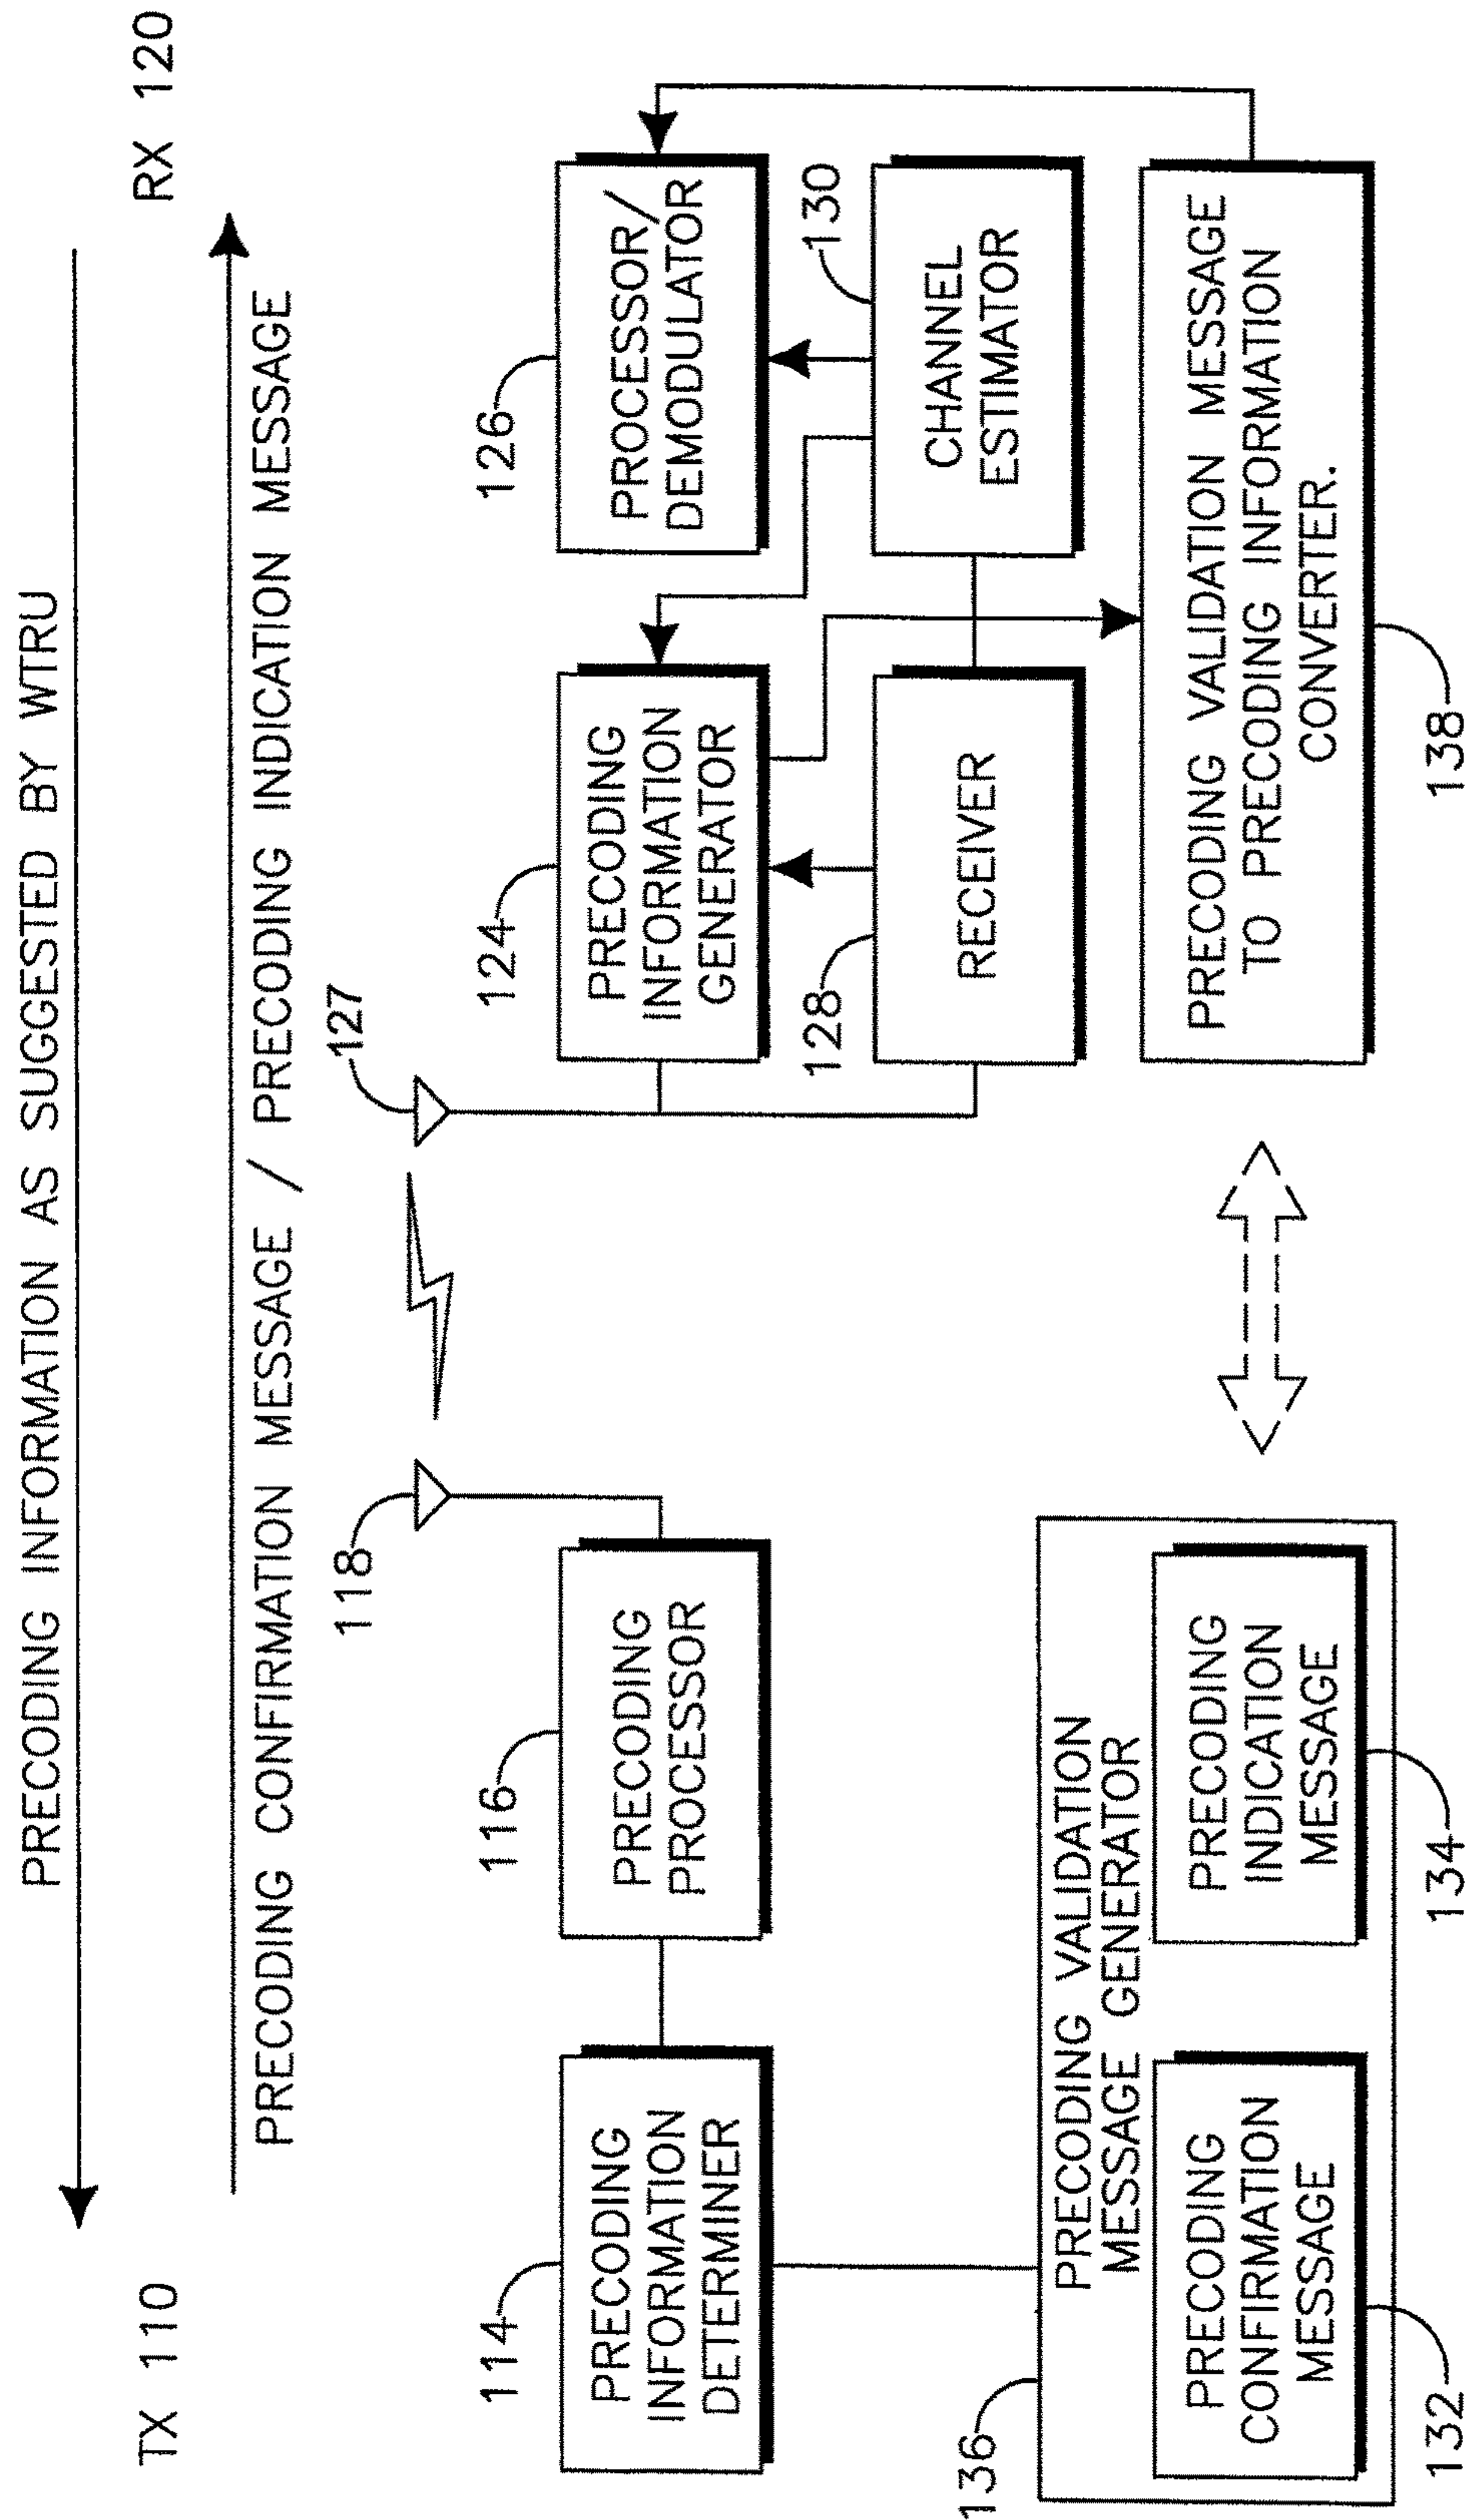 PRECODING INFORMATION AS SUGGESTED BY WTRU
TX 110
RX 120
PRECODING CONFIRMATION MESSAGE / PRECODING INDICATION MESSAGE
118
127
114
116
124
126
PRECODING
INFORMATION
DETERMINER
PRECODING
PROCESSOR
PRECODING
INFORMATION
GENERATOR
PROCESSOR/
DEMODULATOR
128
130
RECEIVER
CHANNEL
ESTIMATOR
136
PRECODING VALIDATION
MESSAGE GENERATOR
PRECODING
CONFIRMATION
MESSAGE
PRECODING
INDICATION
MESSAGE
PRECODING VALIDATION MESSAGE
TO PRECODING INFORMATION
CONVERTER.
132
134
138